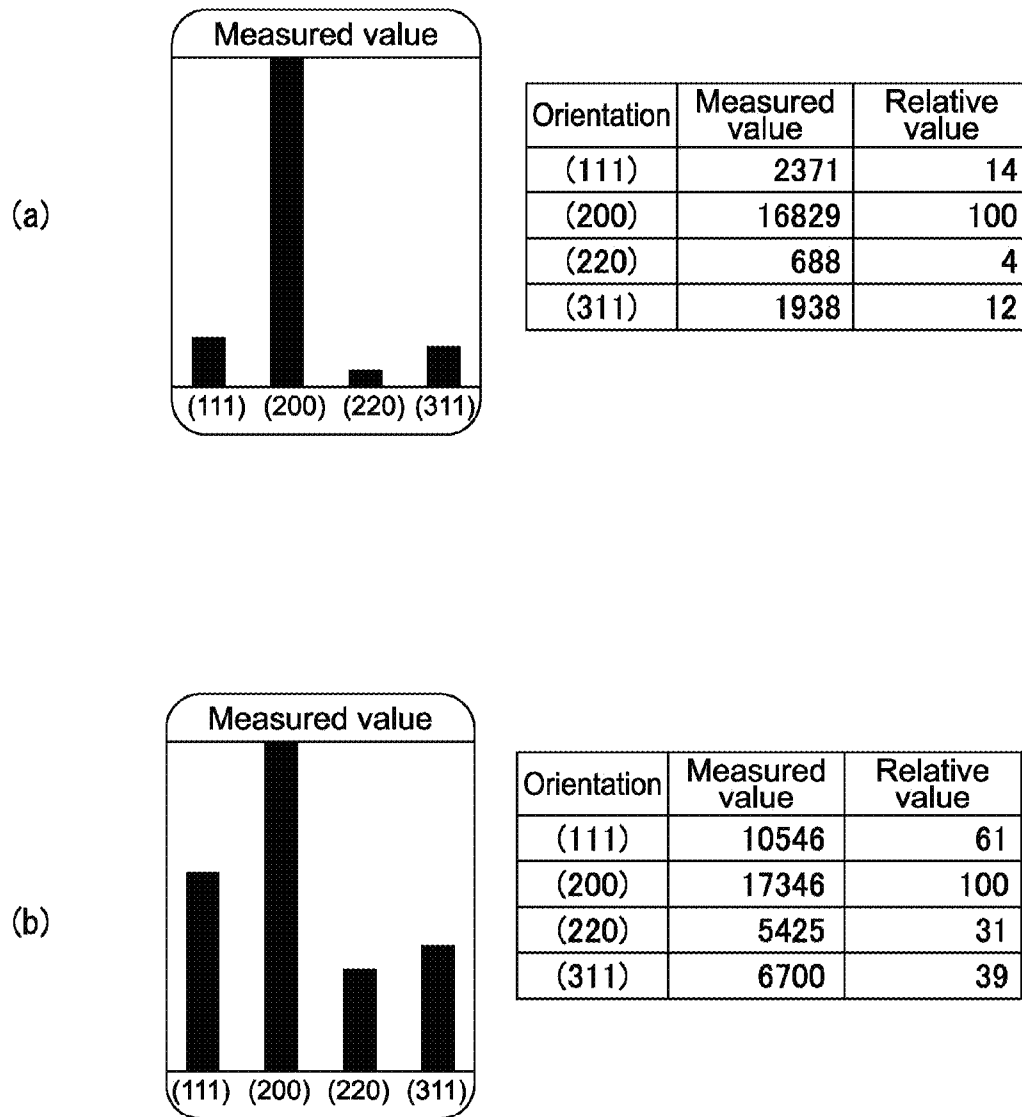 (a)
Measured value
(111) (200) (220) (311)
Orientation Measured value Relative value
(111) 2371 14
(200) 16829 100
(220) 688 4
(311) 1938 12
(b)
Measured value
(111) (200) (220) (311)
Orientation Measured value Relative value
(111) 10546 61
(200) 17346 100
(220) 5425 31
(311) 6700 39